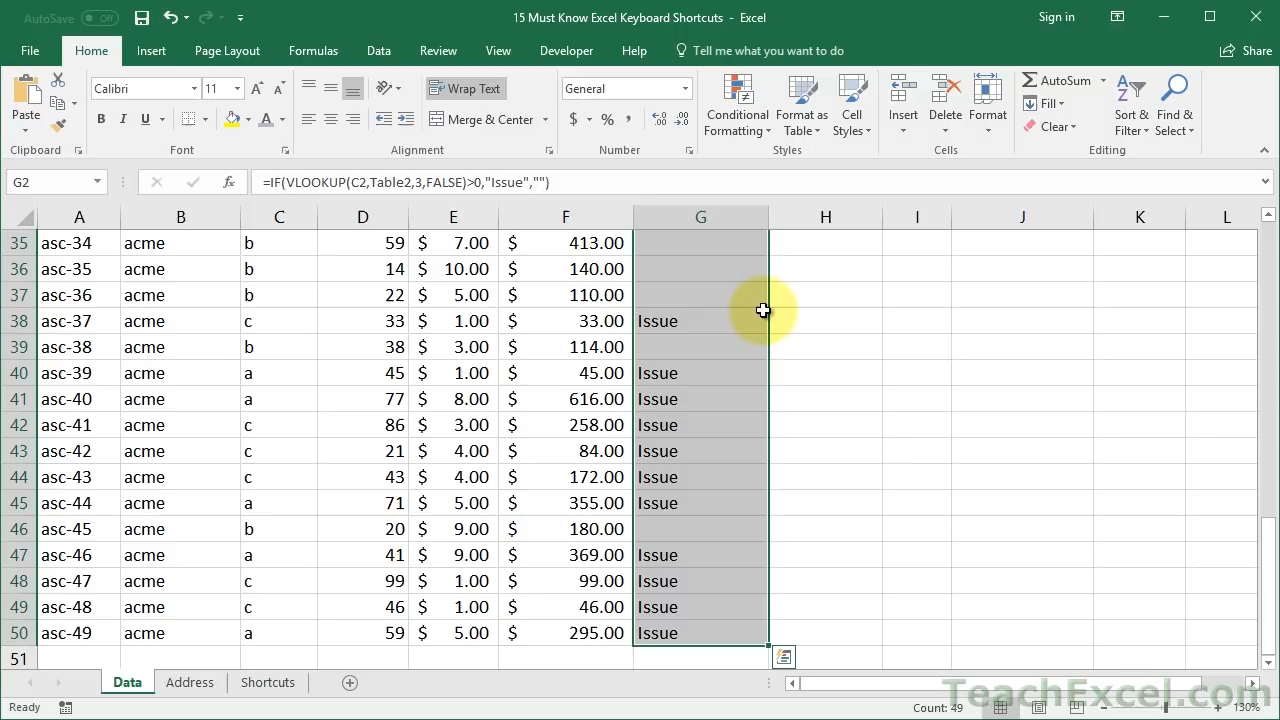 AutoSave Off 15 Must Know Excel Keyboard Shortcuts - Excel Sign in
File Home Insert Page Layout Formulas Data Review View Developer Help Tell me what you want to do Share
Paste Calibri 11 Wrap Text General Conditional Formatting Format as Table Cell Styles Insert Delete Format AutoSum Fill Clear Sort & Filter Find & Select
B I U Merge & Center $ %
Clipboard Font Alignment Number Styles Cells Editing
G2 fx =IF(VLOOKUP(C2,Table2,3,FALSE)>0,"Issue","")
A B C D E F G H I J K L
35 asc-34 acme b 59 $ 7.00 $ 413.00
36 asc-35 acme b 14 $ 10.00 $ 140.00
37 asc-36 acme b 22 $ 5.00 $ 110.00
38 asc-37 acme c 33 $ 1.00 $ 33.00 Issue
39 asc-38 acme b 38 $ 3.00 $ 114.00
40 asc-39 acme a 45 $ 1.00 $ 45.00 Issue
41 asc-40 acme a 77 $ 8.00 $ 616.00 Issue
42 asc-41 acme c 86 $ 3.00 $ 258.00 Issue
43 asc-42 acme c 21 $ 4.00 $ 84.00 Issue
44 asc-43 acme c 43 $ 4.00 $ 172.00 Issue
45 asc-44 acme a 71 $ 5.00 $ 355.00 Issue
46 asc-45 acme b 20 $ 9.00 $ 180.00
47 asc-46 acme a 41 $ 9.00 $ 369.00 Issue
48 asc-47 acme c 99 $ 1.00 $ 99.00 Issue
49 asc-48 acme c 46 $ 1.00 $ 46.00 Issue
50 asc-49 acme a 59 $ 5.00 $ 295.00 Issue
51
Data Address Shortcuts
TeachExcel.com
Ready Count: 49 130%